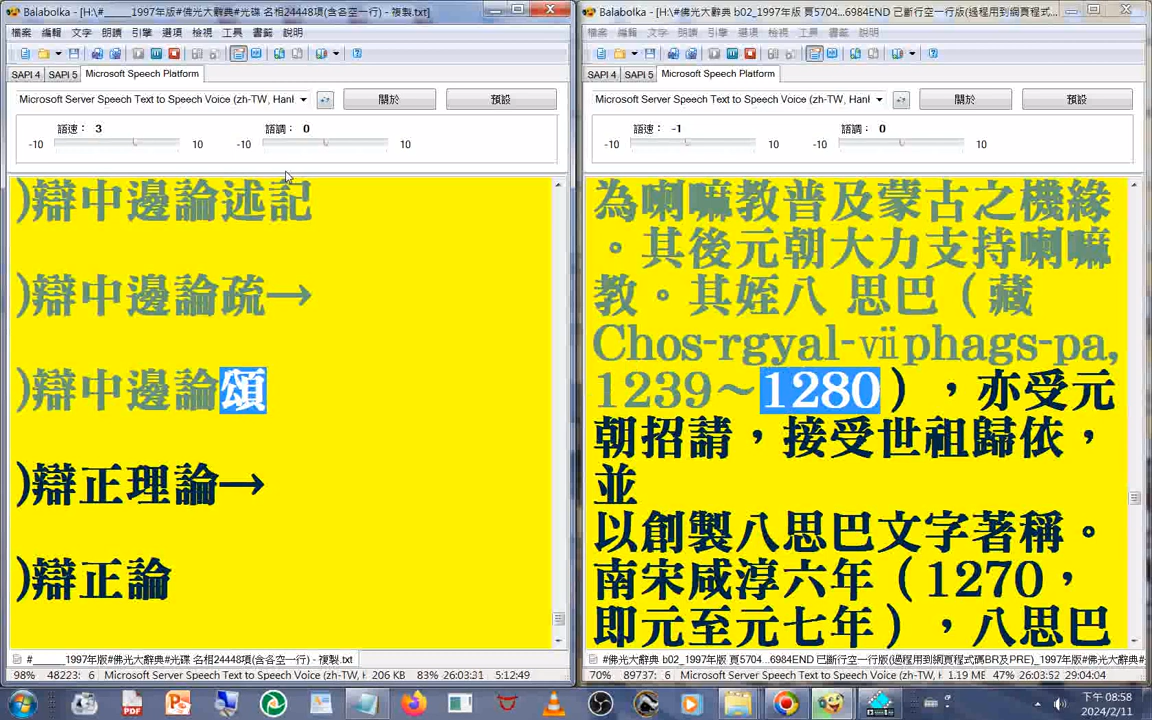 Balabolka - [H:\#_____1997年版#佛光大辭典#光碟 名相24448項(含各空一行) - 複製.txt]
檔案 編輯 文字 朗讀 引擎 選項 檢視 工具 書籤 說明
SAPI 4 SAPI 5 Microsoft Speech Platform
Microsoft Server Speech Text to Speech Voice (zh-TW, HanH 關於 預設
語速： 3 語調： 0
-10 10 -10 10
)辯中邊論述記
)辯中邊論疏→
)辯中邊論頌
)辯正理論→
)辯正論
#_____1997年版#佛光大辭典#光碟 名相24448項(含各空一行) - 複製.txt
98% 24183: 6 Microsoft Server Speech Text to Speech Voice (zh-TW, H 206 KB 83% 26:03:31 5:12:49
Balabolka - [H:\#佛光大辭典 b02_1997年版 頁5704...6984END 已斷行空一行版(過程用到網頁程式...
檔案 編輯 文字 朗讀 引擎 選項 檢視 工具 書籤 說明
SAPI 4 SAPI 5 Microsoft Speech Platform
Microsoft Server Speech Text to Speech Voice (zh-TW, HanH 關於 預設
語速： -1 語調： 0
-10 10 -10 10
為喇嘛教普及蒙古之機緣
。其後元朝大力支持喇嘛
教。其姪八 思巴（藏
Chos-rgyal-ⅶphags-pa,
1239～1280），亦受元
朝招請，接受世祖歸依，
並
以創製八思巴文字著稱。
南宋咸淳六年（1270，
即元至元七年），八思巴
#佛光大辭典 b02_1997年版 頁5704...6984END 已斷行空一行版(過程用到網頁程式碼BR及PRE)_1997年版#佛光大辭典#
70% 89737: 6 Microsoft Server Speech Text to Speech Voice (zh-TW, H 1.19 ME 47% 26:03:52 29:04:04
下午 08:58
2024/2/11